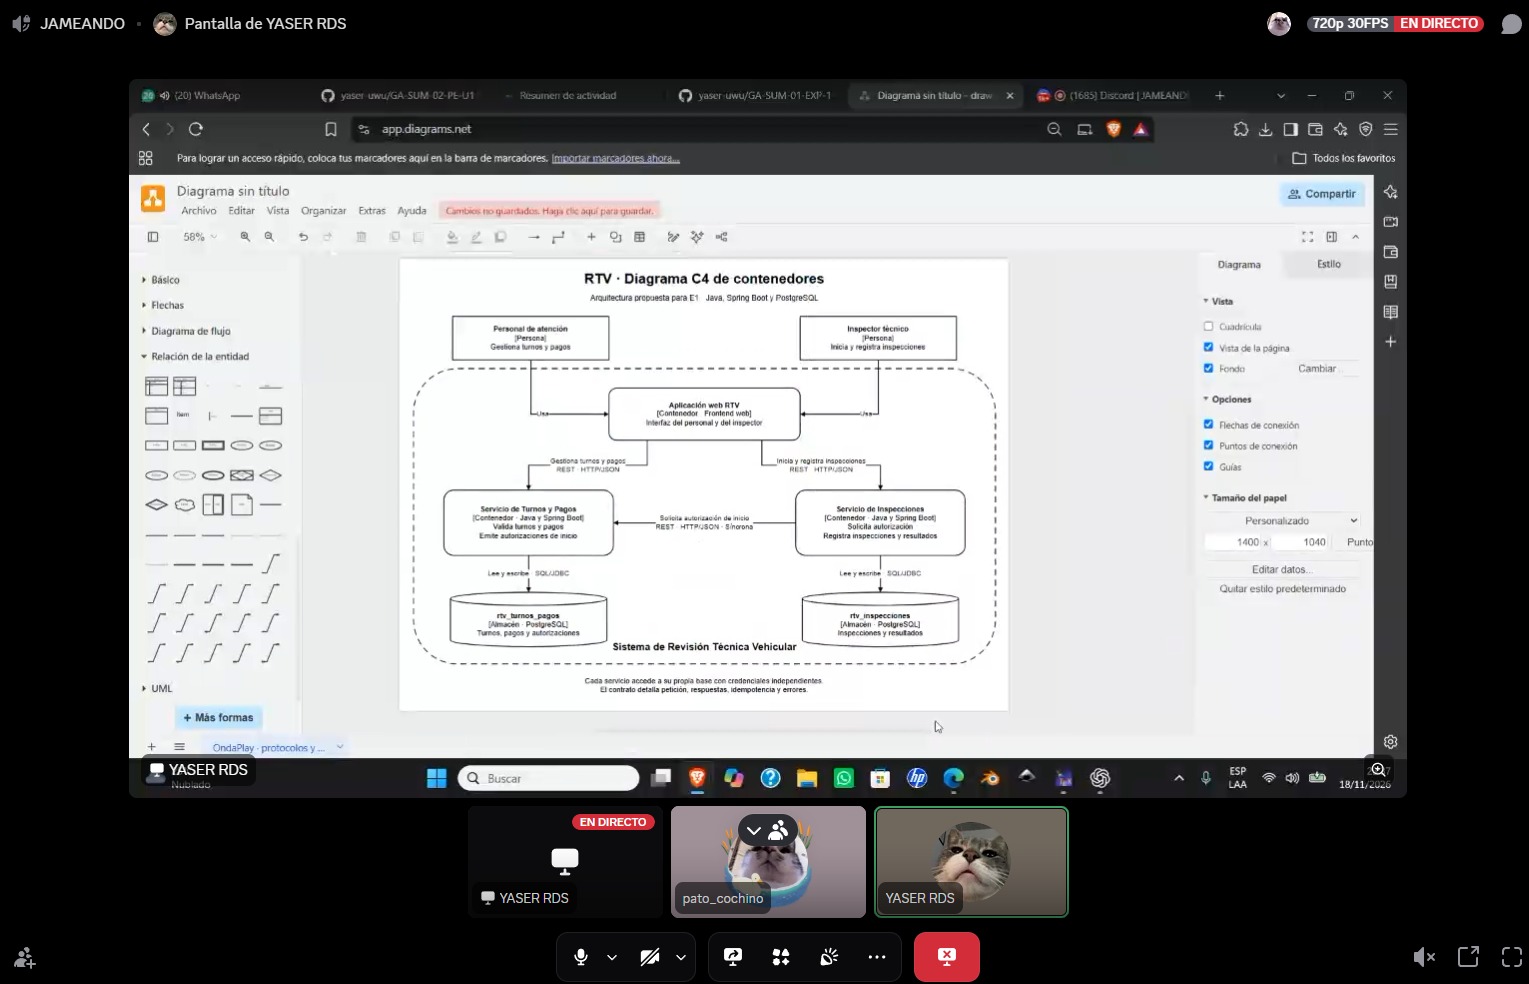 JAMEANDO
Pantalla de YASER RDS
720p 30FPS EN DIRECTO
20 (20) WhatsApp
yaser-uwu/GA-SUM-02-PE-U1
Resumen de actividad
yaser-uwu/GA-SUM-01-EXP-1
Diagrama sin título - draw
(1685) Discord | JAMEAND
app.diagrams.net
Para lograr un acceso rápido, coloca tus marcadores aquí en la barra de marcadores. Importar marcadores ahora...
Todos los favoritos
Diagrama sin título
Compartir
Archivo Editar Vista Organizar Extras Ayuda
Cambios no guardados. Haga clic aquí para guardar.
58%
Básico
Flechas
Diagrama de flujo
Relación de la entidad
Item
UML
+ Más formas
OndaPlay · protocolos y ...
RTV · Diagrama C4 de contenedores
Arquitectura propuesta para E1 Java, Spring Boot y PostgreSQL
Personal de atención
[Persona]
Gestiona turnos y pagos
Inspector técnico
[Persona]
Inicia y registra inspecciones
Usa
Aplicación web RTV
[Contenedor · Frontend web]
Interfaz del personal y del inspector
Usa
Gestiona turnos y pagos
REST · HTTP/JSON
Inicia y registra inspecciones
REST · HTTP/JSON
Servicio de Turnos y Pagos
[Contenedor · Java y Spring Boot]
Valida turnos y pagos
Emite autorizaciones de inicio
Solicita autorización de inicio
REST · HTTP/JSON · Síncrona
Servicio de Inspecciones
[Contenedor · Java y Spring Boot]
Solicita autorización
Registra inspecciones y resultados
Lee y escribe · SQL/JDBC
Lee y escribe · SQL/JDBC
rtv_turnos_pagos
[Almacén · PostgreSQL]
Turnos, pagos y autorizaciones
rtv_inspecciones
[Almacén · PostgreSQL]
Inspecciones y resultados
Sistema de Revisión Técnica Vehicular
Cada servicio accede a su propia base con credenciales independientes.
El contrato detalla petición, respuestas, idempotencia y errores.
Diagrama Estilo
Vista
Cuadrícula
Vista de la página
Fondo Cambiar...
Opciones
Flechas de conexión
Puntos de conexión
Guías
Tamaño del papel
Personalizado
1400 x 1040 Punto
Editar datos...
Quitar estilo predeterminado
YASER RDS
Nublado
Buscar
ESP
LAA
18/11/2026
EN DIRECTO
YASER RDS
pato_cochino
YASER RDS